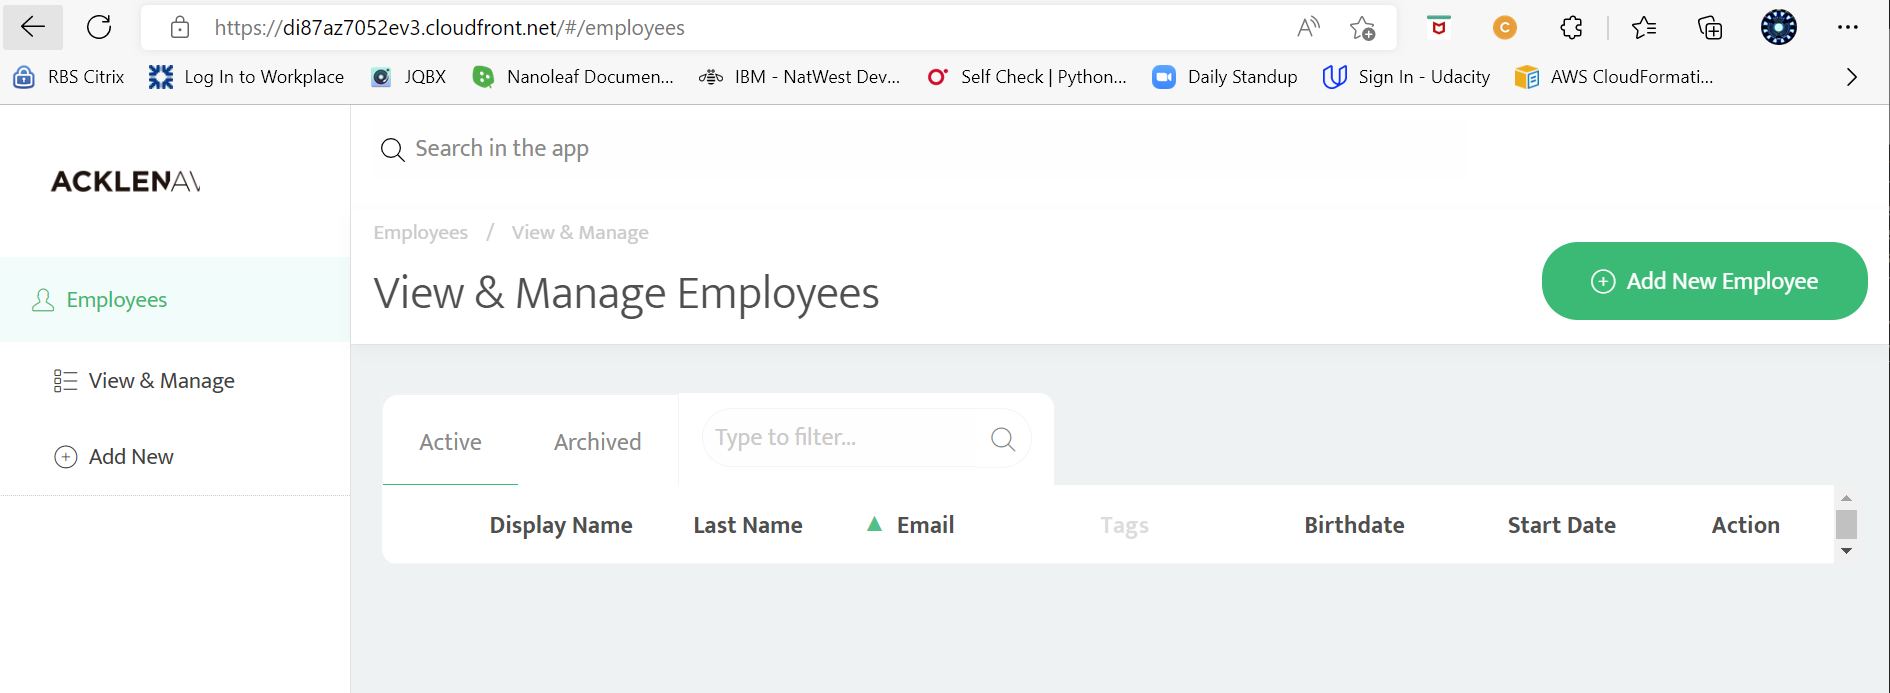 https://di87az7052ev3.cloudfront.net/#/employees
RBS Citrix Log In to Workplace JQBX Nanoleaf Documen... IBM - NatWest Dev... Self Check | Python... Daily Standup Sign In - Udacity AWS CloudFormati...
Search in the app
ACKLENAV
Employees / View & Manage
View & Manage Employees
Add New Employee
Employees
View & Manage
Add New
Active Archived Type to filter...
Display Name Last Name Email Tags Birthdate Start Date Action